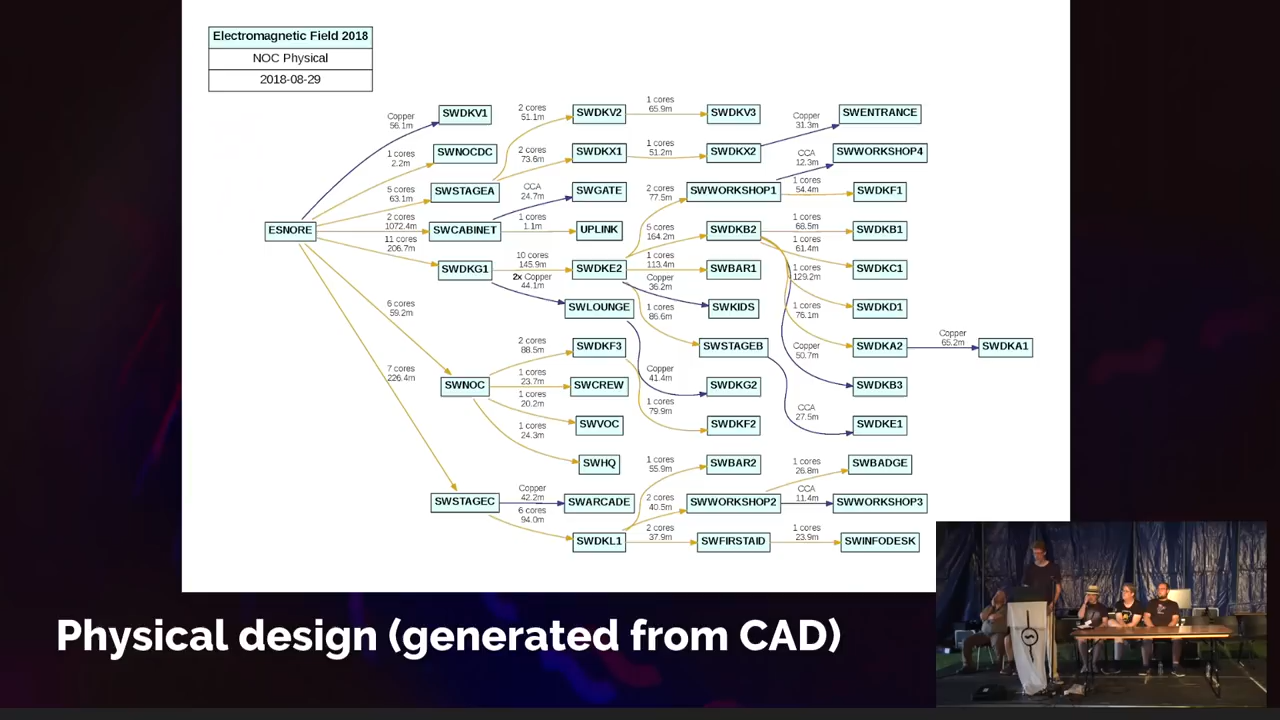 Electromagnetic Field 2018
NOC Physical
2018-08-29
ESNORE
Copper
56.1m
SWDKV1
1 cores
2.2m
SWNOCDC
5 cores
63.1m
SWSTAGEA
2 cores
1072.4m
SWCABINET
11 cores
206.7m
SWDKG1
6 cores
59.2m
SWNOC
7 cores
226.4m
SWSTAGEC
2 cores
51.1m
SWDKV2
2 cores
73.6m
SWDKX1
CCA
24.7m
SWGATE
1 cores
1.1m
UPLINK
10 cores
145.9m
SWDKE2
2x Copper
44.1m
SWLOUNGE
2 cores
88.5m
SWDKF3
1 cores
23.7m
SWCREW
1 cores
20.2m
SWVOC
1 cores
24.3m
SWHQ
Copper
42.2m
SWARCADE
6 cores
94.0m
SWDKL1
1 cores
65.9m
SWDKV3
1 cores
51.2m
SWDKX2
2 cores
77.5m
SWWORKSHOP1
5 cores
164.2m
SWDKB2
1 cores
113.4m
SWBAR1
Copper
36.2m
SWKIDS
1 cores
86.6m
SWSTAGEB
Copper
41.4m
SWDKG2
1 cores
79.9m
SWDKF2
1 cores
55.9m
SWBAR2
2 cores
40.5m
SWWORKSHOP2
2 cores
37.9m
SWFIRSTAID
Copper
31.3m
SWENTRANCE
CCA
12.3m
SWWORKSHOP4
1 cores
54.4m
SWDKF1
1 cores
68.5m
SWDKB1
1 cores
61.4m
SWDKC1
1 cores
129.2m
SWDKD1
1 cores
76.1m
SWDKA2
Copper
65.2m
SWDKA1
Copper
50.7m
SWDKB3
CCA
27.5m
SWDKE1
1 cores
26.8m
SWBADGE
CCA
11.4m
SWWORKSHOP3
1 cores
23.9m
SWINFODESK
Physical design (generated from CAD)